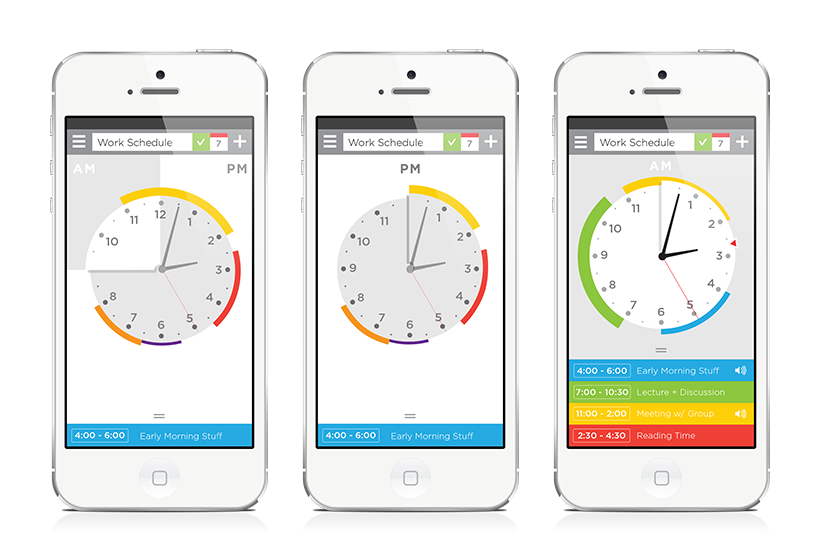 Work Schedule 7
AM PM
12
11 1
10 2
3
8 4
7 5
6
4:00 - 6:00 Early Morning Stuff
Work Schedule 7
PM
1
11
10 2
9 3
8 4
7 5
6
4:00 - 6:00 Early Morning Stuff
Work Schedule 7
AM
11 1
10 2
9 3
8 4
7 5
6
4:00 - 6:00 Early Morning Stuff
7:00 - 10:30 Lecture + Discussion
11:00 - 2:00 Meeting w/ Group
2:30 - 4:30 Reading Time